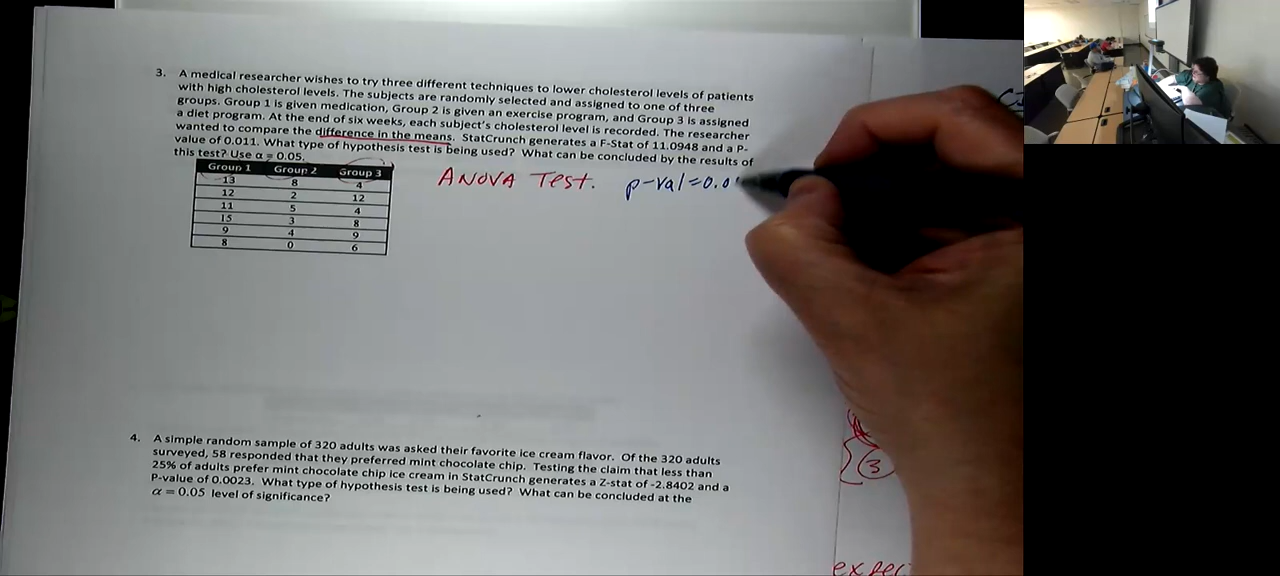 3. A medical researcher wishes to try three different techniques to lower cholesterol levels of patients
with high cholesterol levels. The subjects are randomly selected and assigned to one of three
groups. Group 1 is given medication, Group 2 is given an exercise program, and Group 3 is assigned
a diet program. At the end of six weeks, each subject's cholesterol level is recorded. The researcher
wanted to compare the difference in the means. StatCrunch generates a F-Stat of 11.0948 and a P-
value of 0.011. What type of hypothesis test is being used? What can be concluded by the results of
this test? Use α = 0.05.
Group 1 Group 2 Group 3
13 8 4
12 2 12
11 5 4
15 3 8
9 4 9
8 0 6
ANOVA Test. p-val=0.0
4. A simple random sample of 320 adults was asked their favorite ice cream flavor. Of the 320 adults
surveyed, 58 responded that they preferred mint chocolate chip. Testing the claim that less than
25% of adults prefer mint chocolate chip ice cream in StatCrunch generates a Z-stat of -2.8402 and a
P-value of 0.0023. What type of hypothesis test is being used? What can be concluded at the
α = 0.05 level of significance?
3
expec